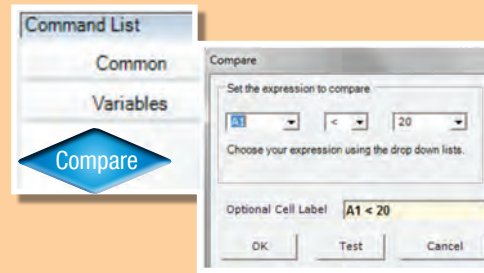 Command List
Common
Variables
Compare
Compare
Set the expression to compare
A1 < 20
Choose your expression using the drop down lists.
Optional Cell Label A1 < 20
OK Test Cancel